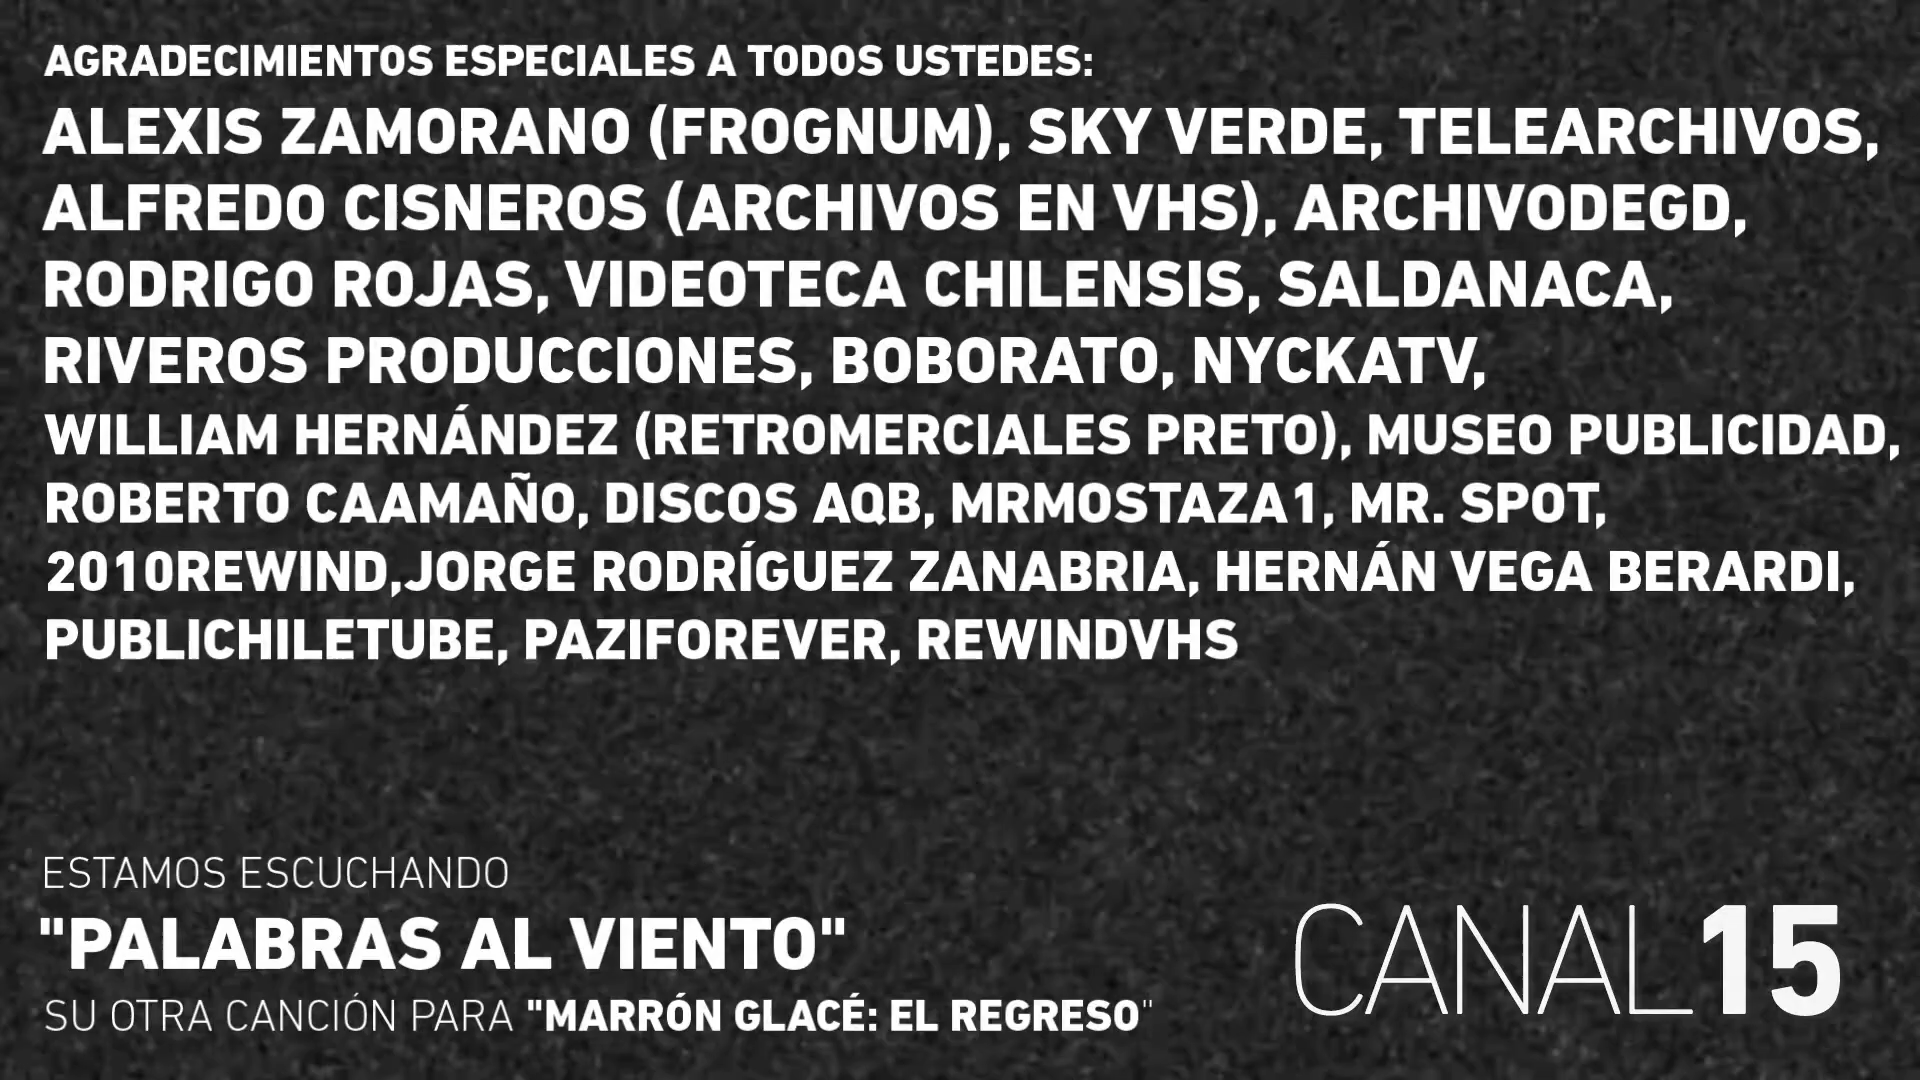 AGRADECIMIENTOS ESPECIALES A TODOS USTEDES:
ALEXIS ZAMORANO (FROGNUM), SKY VERDE, TELEARCHIVOS,
ALFREDO CISNEROS (ARCHIVOS EN VHS), ARCHIVODEGD,
RODRIGO ROJAS, VIDEOTECA CHILENSIS, SALDANACA,
RIVEROS PRODUCCIONES, BOBORATO, NYCKATV,
WILLIAM HERNÁNDEZ (RETROMERCIALES PRETO), MUSEO PUBLICIDAD,
ROBERTO CAAMAÑO, DISCOS AQB, MRMOSTAZA1, MR. SPOT,
2010REWIND,JORGE RODRÍGUEZ ZANABRIA, HERNÁN VEGA BERARDI,
PUBLICHILETUBE, PAZIFOREVER, REWINDVHS
ESTAMOS ESCUCHANDO
"PALABRAS AL VIENTO"
SU OTRA CANCIÓN PARA "MARRÓN GLACÉ: EL REGRESO"
CANAL15